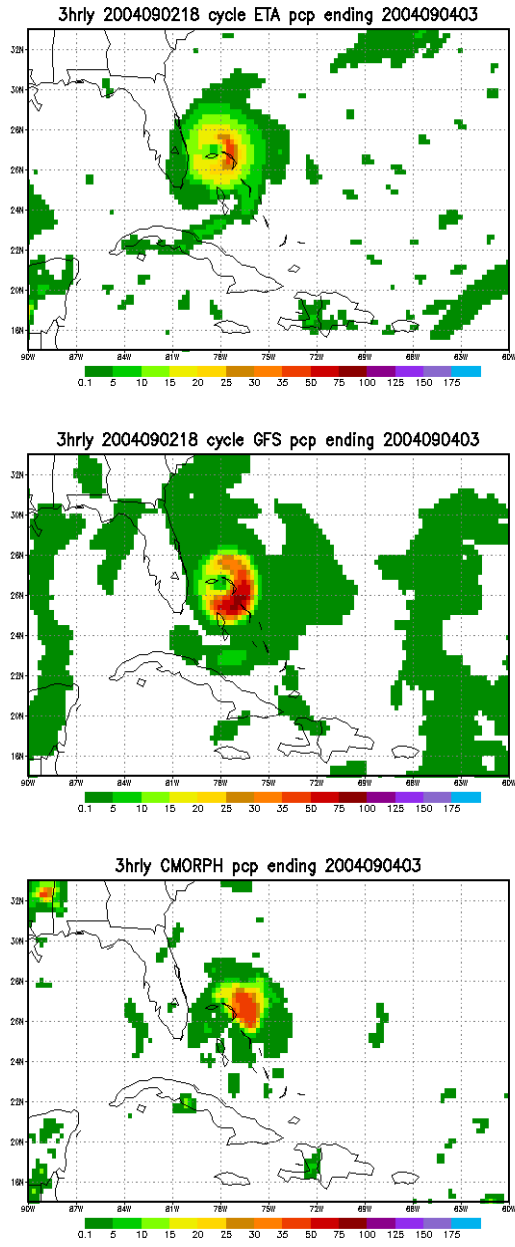 3hrly 2004090218 cycle ETA pcp ending 2004090403
32N
30N
28N
26N
24N
22N
20N
18N
16N
90W 87W 84W 81W 78W 75W 72W 69W 66W 63W 60W
0.1 5 10 15 20 25 30 35 50 75 100 125 150 175
3hrly 2004090218 cycle GFS pcp ending 2004090403
32N
30N
28N
26N
24N
22N
20N
18N
16N
90W 87W 84W 81W 78W 75W 72W 69W 66W 63W 60W
0.1 5 10 15 20 25 30 35 50 75 100 125 150 175
3hrly CMORPH pcp ending 2004090403
32N
30N
28N
26N
24N
22N
20N
18N
16N
90W 87W 84W 81W 78W 75W 72W 69W 66W 63W 60W
0.1 5 10 15 20 25 30 35 50 75 100 125 150 175